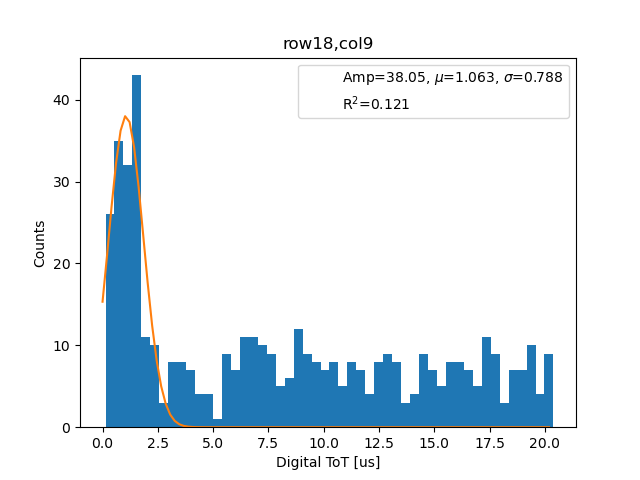 row18,col9
Amp=38.05, μ=1.063, σ=0.788
R²=0.121
40
30
20
10
0
Counts
0.0 2.5 5.0 7.5 10.0 12.5 15.0 17.5 20.0
Digital ToT [us]